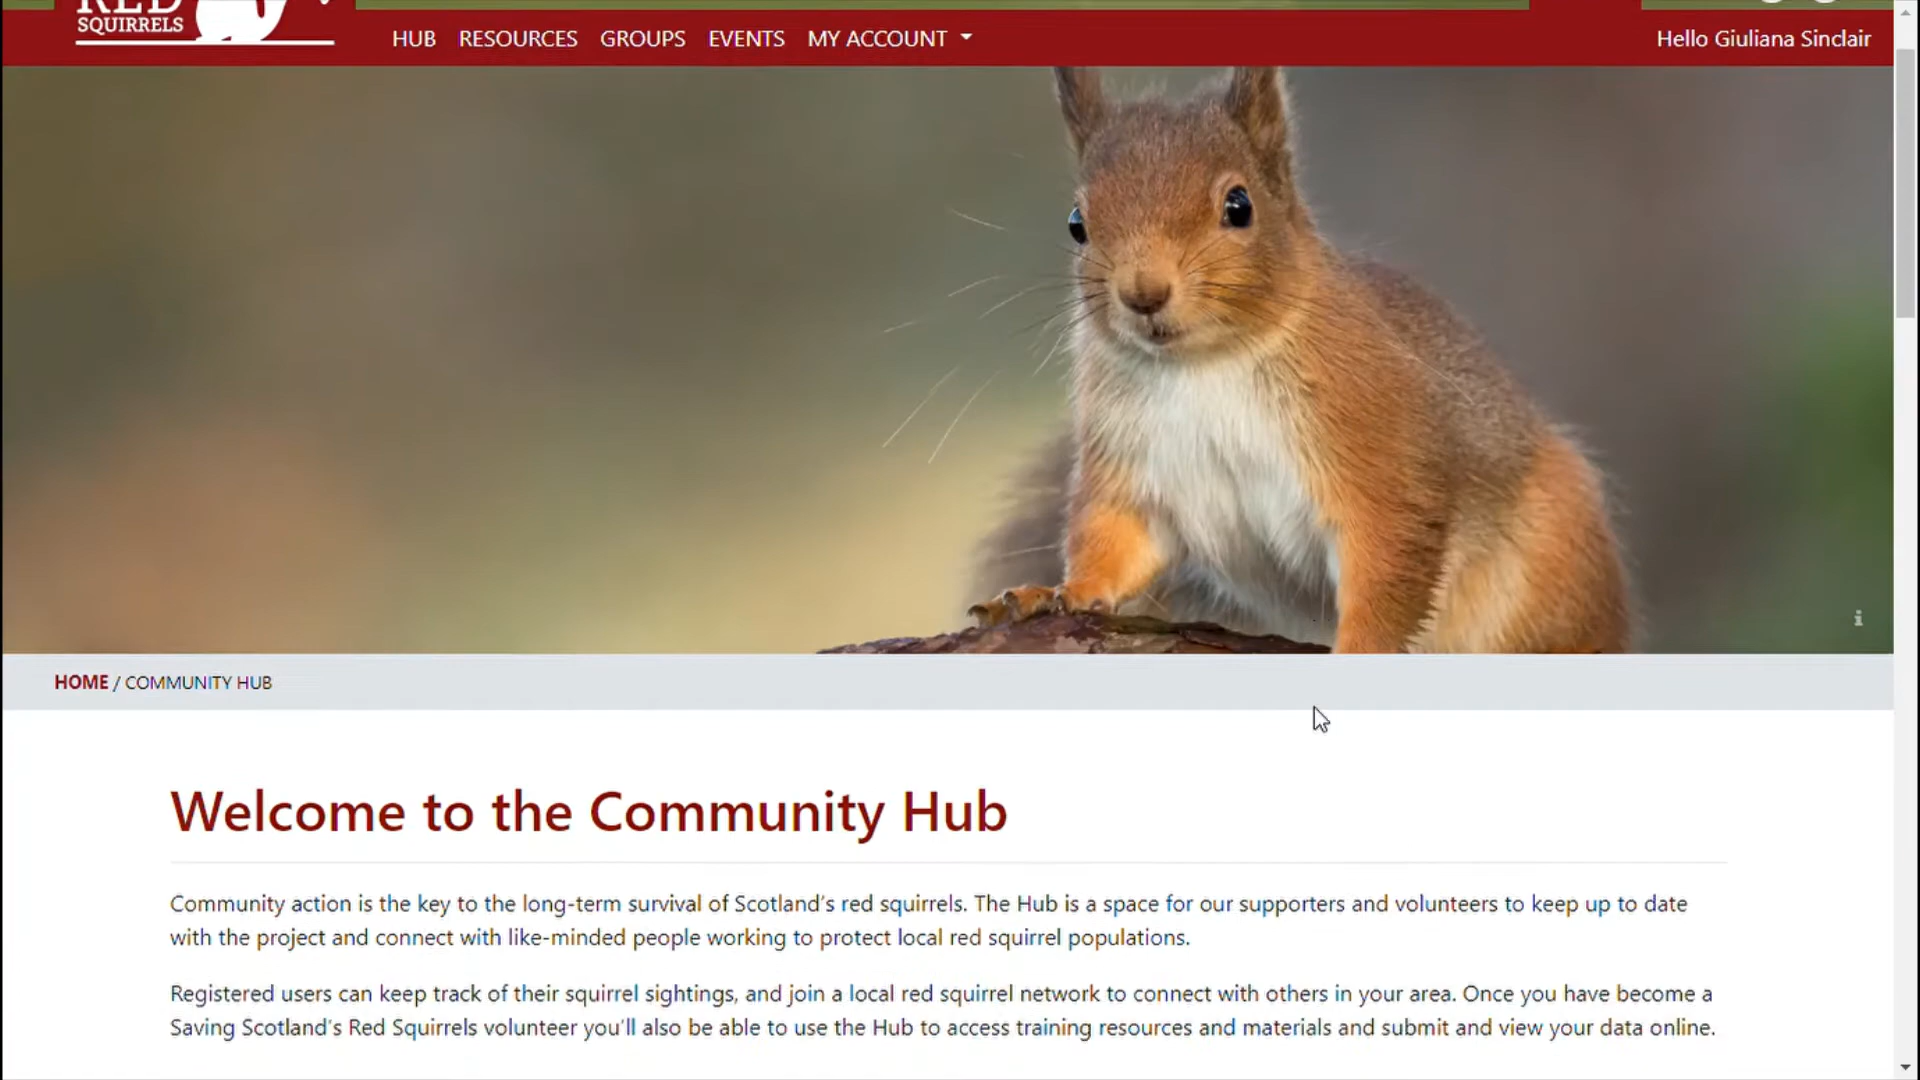 RED
SQUIRRELS
HUB RESOURCES GROUPS EVENTS MY ACCOUNT Hello Giuliana Sinclair
HOME / COMMUNITY HUB
Welcome to the Community Hub
Community action is the key to the long-term survival of Scotland’s red squirrels. The Hub is a space for our supporters and volunteers to keep up to date
with the project and connect with like-minded people working to protect local red squirrel populations.
Registered users can keep track of their squirrel sightings, and join a local red squirrel network to connect with others in your area. Once you have become a
Saving Scotland’s Red Squirrels volunteer you’ll also be able to use the Hub to access training resources and materials and submit and view your data online.